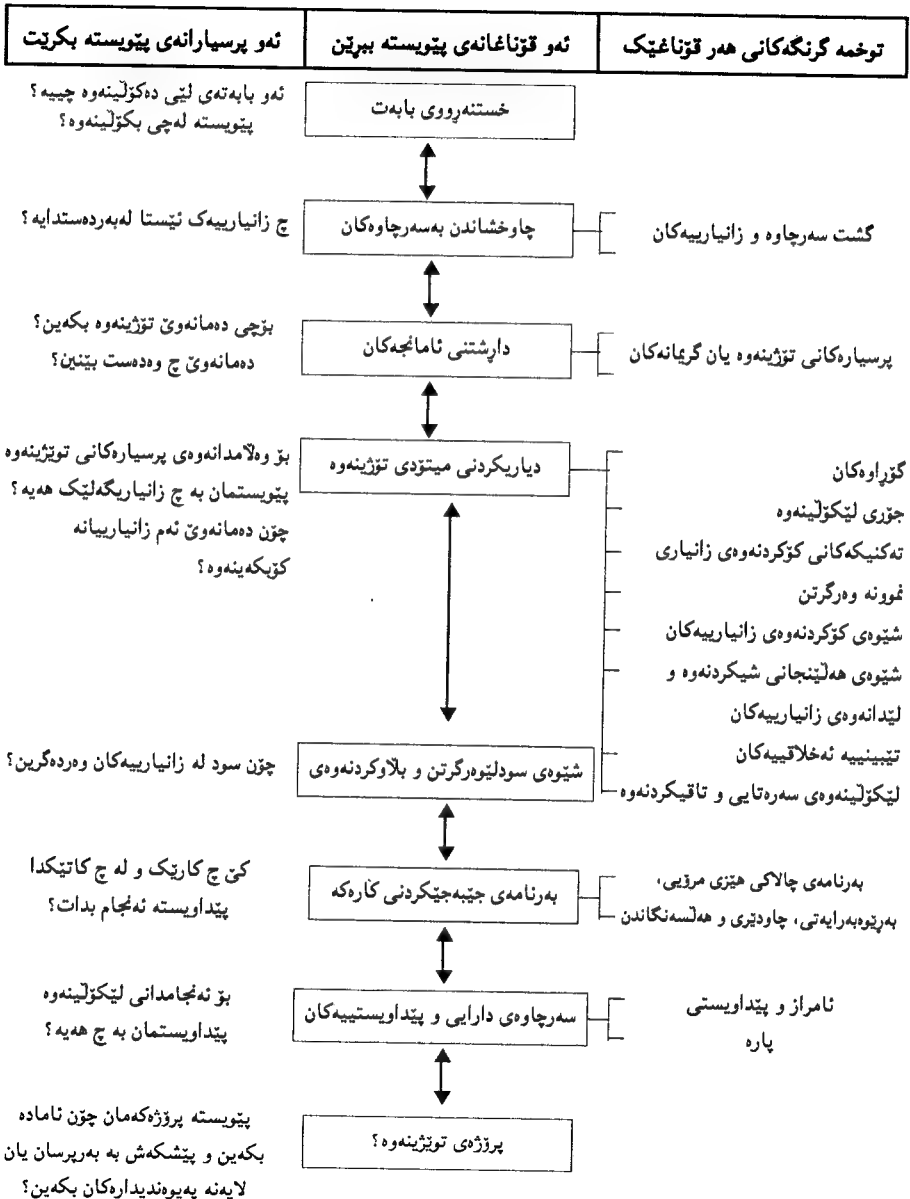 توخمە گرنگەکانی هەر قۆناغێک
ئەو قۆناغانەی پێویستە ببڕێن
ئەو پرسیارانەی پێویستە بکرێت
خستنەڕووی بابەت
ئەو بابەتەی لێی دەکۆڵینەوە چییە؟
پێویستە لەچی بکۆڵینەوە؟
گشت سەرچاوە و زانیارییەکان
چاوخشاندن بەسەرچاوەکان
چ زانیارییەک ئێستا لەبەردەستدایە؟
پرسیارەکانی تۆژینەوە یان گریمانەکان
داڕشتنی ئامانجەکان
بۆچی دەمانەوێ تۆژینەوە بکەین؟
دەمانەوێ چ وەدەست بێنین؟
گۆڕاوەکان
جۆری لێکۆڵینەوە
تەکنیکەکانی کۆکردنەوەی زانیاری
نموونە وەرگرتن
شێوەی کۆکردنەوەی زانیارییەکان
شێوەی هەڵێنجانی شیکردنەوە و
لێدانەوەی زانیارییەکان
تێبینییە ئەخلاقییەکان
لێکۆڵینەوەی سەرەتایی و تاقیکردنەوە
دیاریکردنی میتۆدی تۆژینەوە
بۆ وەڵامدانەوەی پرسیارەکانی توێژینەوە
پێویستمان بە چ زانیاریگەلێک هەیە؟
چۆن دەمانەوێ ئەم زانیارییانە
کۆبکەینەوە؟
شێوەی سودلێوەرگرتن و بڵاوکردنەوەی
چۆن سود لە زانیارییەکان وەردەگرین؟
بەرنامەی چالاکی هێزی مرۆیی،
بەڕێوەبەرایەتی، چاودێری و هەڵسەنگاندن
بەرنامەی جێبەجێکردنی کارەکە
کێ چ کارێک و لە چ کاتێکدا
پێداویستە ئەنجام بدات؟
ئامراز و پێداویستی
پارە
سەرچاوەی دارایی و پێداویستییەکان
بۆ ئەنجامدانی لێکۆڵینەوە
پێداویستمان بە چ هەیە؟
پرۆژەی توێژینەوە؟
پێویستە پرۆژەکەمان چۆن ئامادە
بکەین و پێشکەش بە بەرپرسان یان
لایەنە پەیوەندیدارەکان بکەین؟